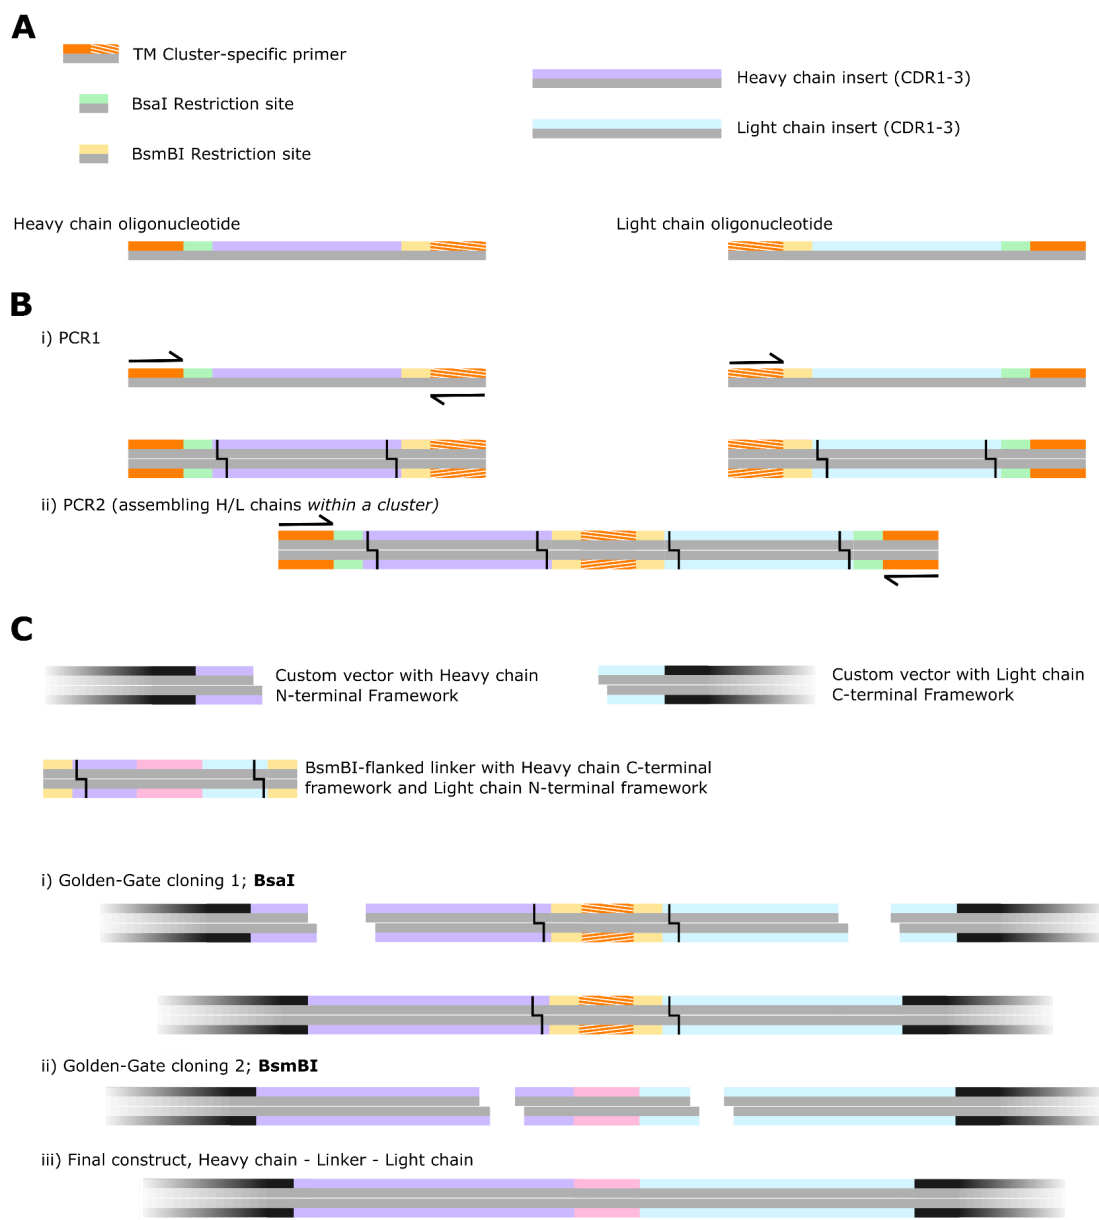 A
TM Cluster-specific primer
BsaI Restriction site
BsmBI Restriction site
Heavy chain insert (CDR1-3)
Light chain insert (CDR1-3)
Heavy chain oligonucleotide
Light chain oligonucleotide
B
i) PCR1
ii) PCR2 (assembling H/L chains within a cluster)
C
Custom vector with Heavy chain
N-terminal Framework
Custom vector with Light chain
C-terminal Framework
BsmBI-flanked linker with Heavy chain C-terminal
framework and Light chain N-terminal framework
i) Golden-Gate cloning 1; BsaI
ii) Golden-Gate cloning 2; BsmBI
iii) Final construct, Heavy chain - Linker - Light chain